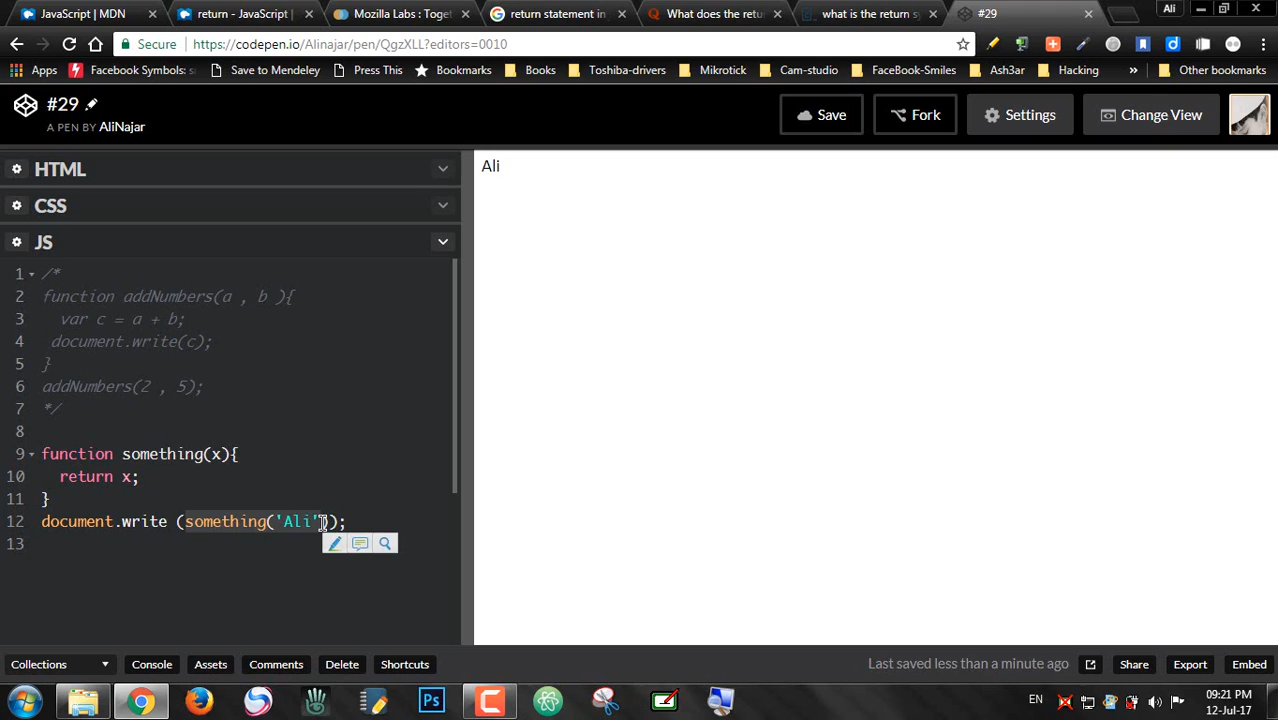 JavaScript | MDN
return - JavaScript |
Mozilla Labs : Toget
return statement in
What does the retur
what is the return s
#29
Ali
Secure | https://codepen.io/Alinajar/pen/QgzXLL?editors=0010
Apps
Facebook Symbols: s
Save to Mendeley
Press This
Bookmarks
Books
Toshiba-drivers
Mikrotick
Cam-studio
FaceBook-Smiles
Ash3ar
Hacking
»
Other bookmarks
#29
A PEN BY AliNajar
Save
Fork
Settings
Change View
HTML
CSS
JS
1 /*
2 function addNumbers(a , b ){
3 var c = a + b;
4 document.write(c);
5 }
6 addNumbers(2 , 5);
7 */
8
9 function something(x){
10 return x;
11 }
12 document.write (something('Ali'));
13
Ali
Collections
Console
Assets
Comments
Delete
Shortcuts
Last saved less than a minute ago
Share
Export
Embed
Ps
EN
09:21 PM
12-Jul-17